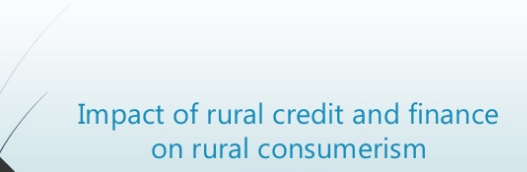 Impact of rural credit and finance
on rural consumerism